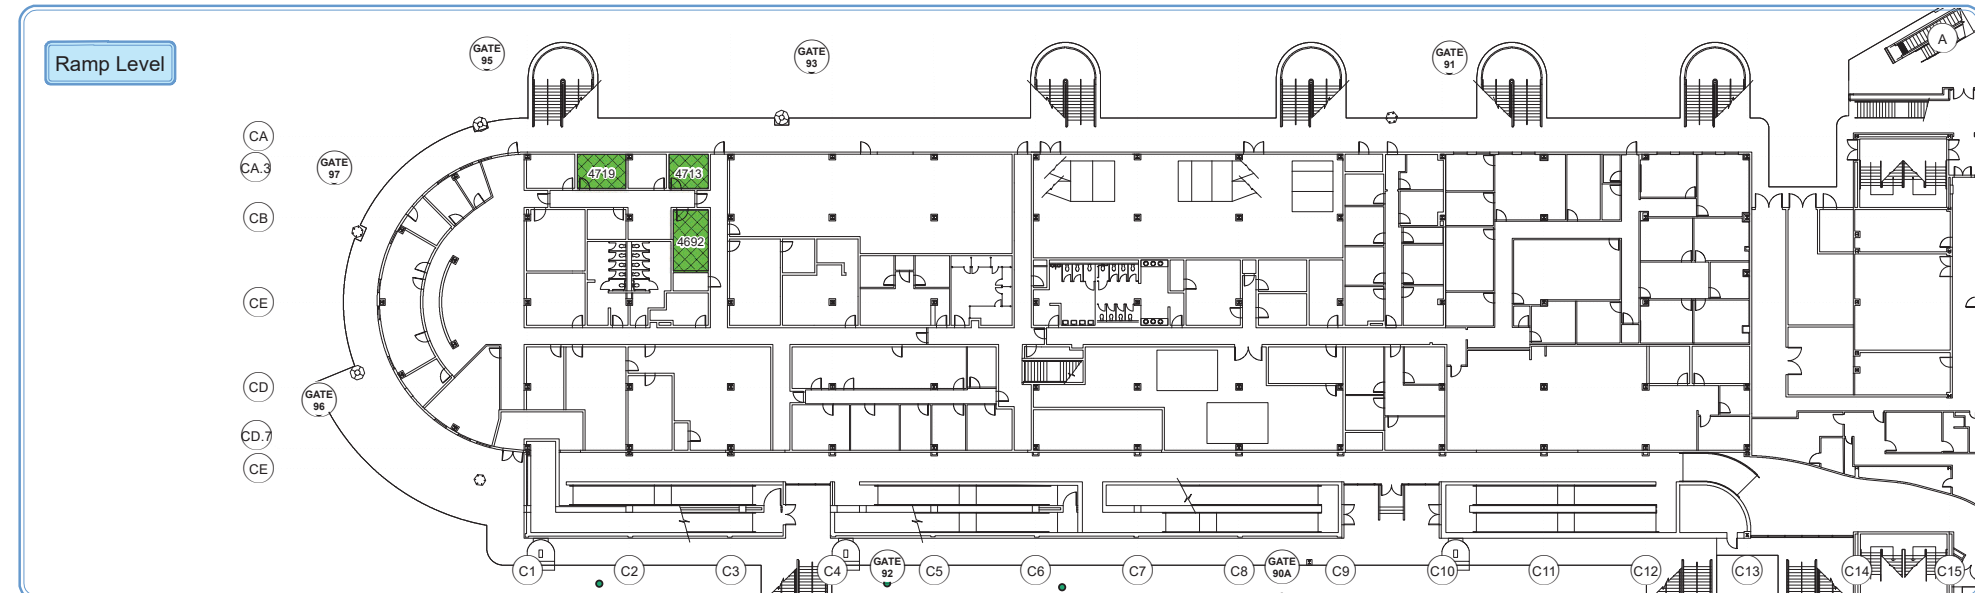 Ramp Level
GATE
95
GATE
93
GATE
91
A
CA
CA.3
GATE
97
4719
4713
CB
4692
CE
CD
GATE
96
CD.7
CE
C1
C2
C3
C4
GATE
92
C5
C6
C7
C8
GATE
90A
C9
C10
C11
C12
C13
C14
C15